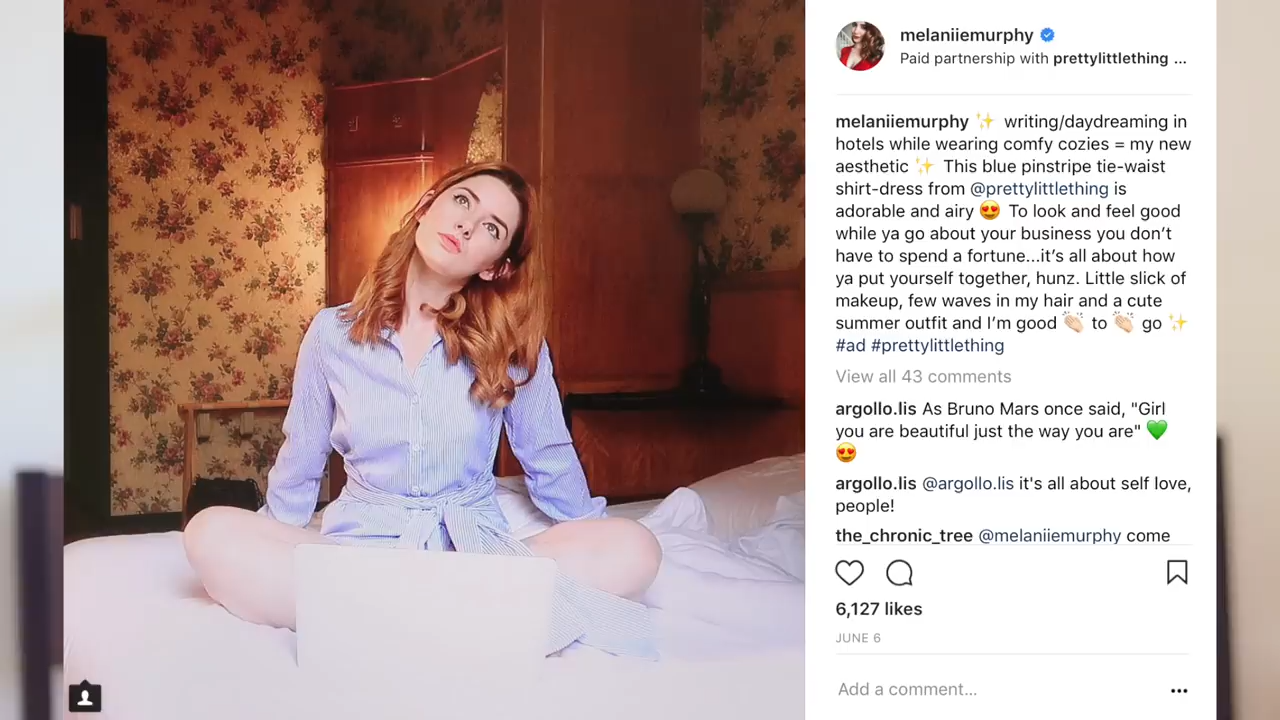 melaniiemurphy
Paid partnership with prettylittlething ...
melaniiemurphy ✨ writing/daydreaming in
hotels while wearing comfy cozies = my new
aesthetic ✨ This blue pinstripe tie-waist
shirt-dress from @prettylittlething is
adorable and airy 😍 To look and feel good
while ya go about your business you don’t
have to spend a fortune...it’s all about how
ya put yourself together, hunz. Little slick of
makeup, few waves in my hair and a cute
summer outfit and I’m good 👏🏻 to 👏🏻 go ✨
#ad #prettylittlething
View all 43 comments
argollo.lis As Bruno Mars once said, "Girl
you are beautiful just the way you are" 💚
😍
argollo.lis @argollo.lis it's all about self love,
people!
the_chronic_tree @melaniiemurphy come
6,127 likes
JUNE 6
Add a comment...